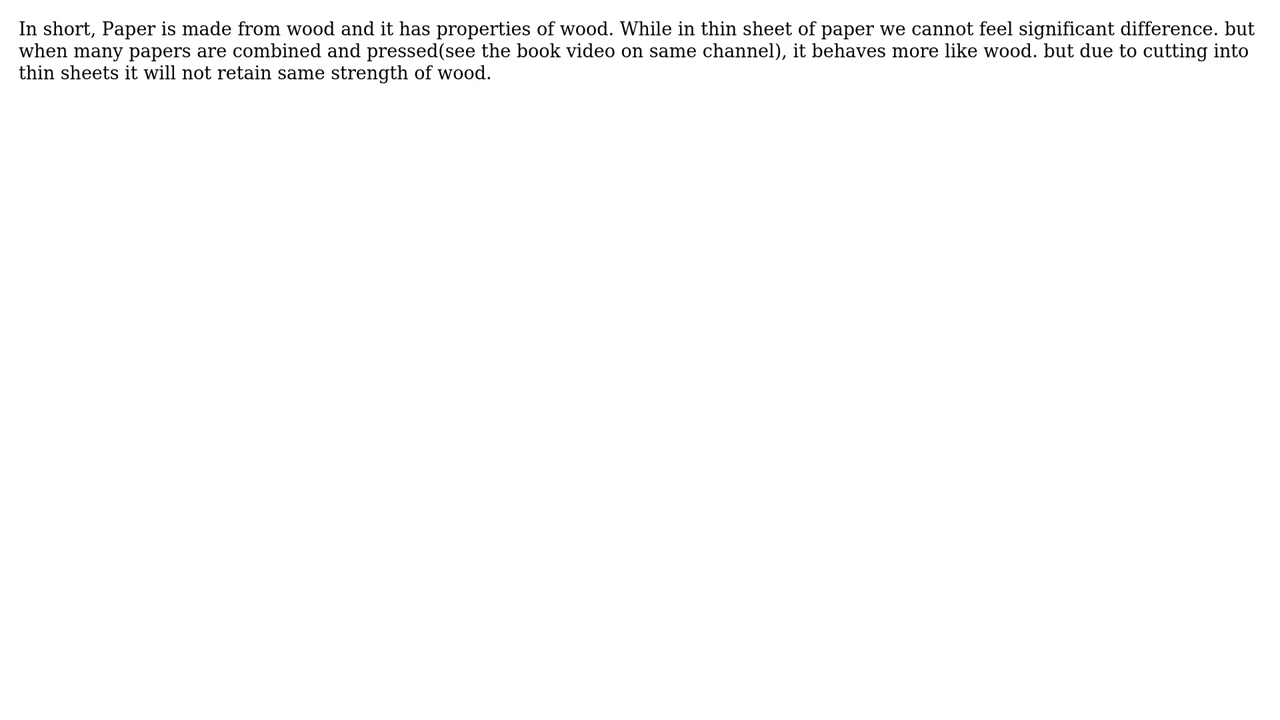 In short, Paper is made from wood and it has properties of wood. While in thin sheet of paper we cannot feel significant difference. but
when many papers are combined and pressed(see the book video on same channel), it behaves more like wood. but due to cutting into
thin sheets it will not retain same strength of wood.